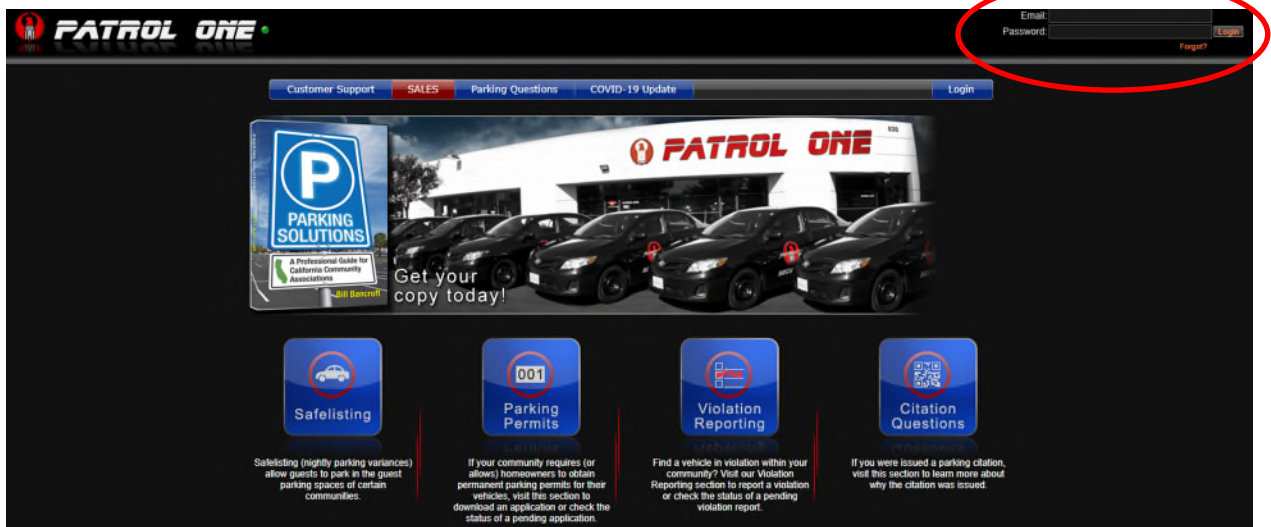 PATROL ONE
Email:
Password:
Login
Forgot?
Customer Support
SALES
Parking Questions
COVID-19 Update
Login
P
PARKING
SOLUTIONS
A Professional Guide for
California Community
Associations
Bill Bancroft
PATROL ONE
Get your
copy today!
Safelisting
001
Parking
Permits
Violation
Reporting
Citation
Questions
Safelisting (nightly parking variances)
allow guests to park in the guest
parking spaces of certain
communities.
If your community requires (or
allows) homeowners to obtain
permanent parking permits for their
vehicles, visit this section to
download an application or check the
status of a pending application.
Find a vehicle in violation within your
community? Visit our Violation
Reporting section to report a violation
or check the status of a pending
violation report.
If you were issued a parking citation,
visit this section to learn more about
why the citation was issued.